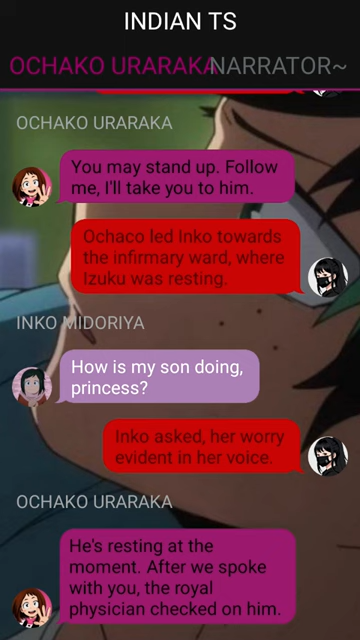 INDIAN TS
OCHAKO URARAKA NARRATOR~
OCHAKO URARAKA
You may stand up. Follow
me, I'll take you to him.
Ochaco led Inko towards
the infirmary ward, where
Izuku was resting.
INKO MIDORIYA
How is my son doing,
princess?
Inko asked, her worry
evident in her voice.
OCHAKO URARAKA
He's resting at the
moment. After we spoke
with you, the royal
physician checked on him.